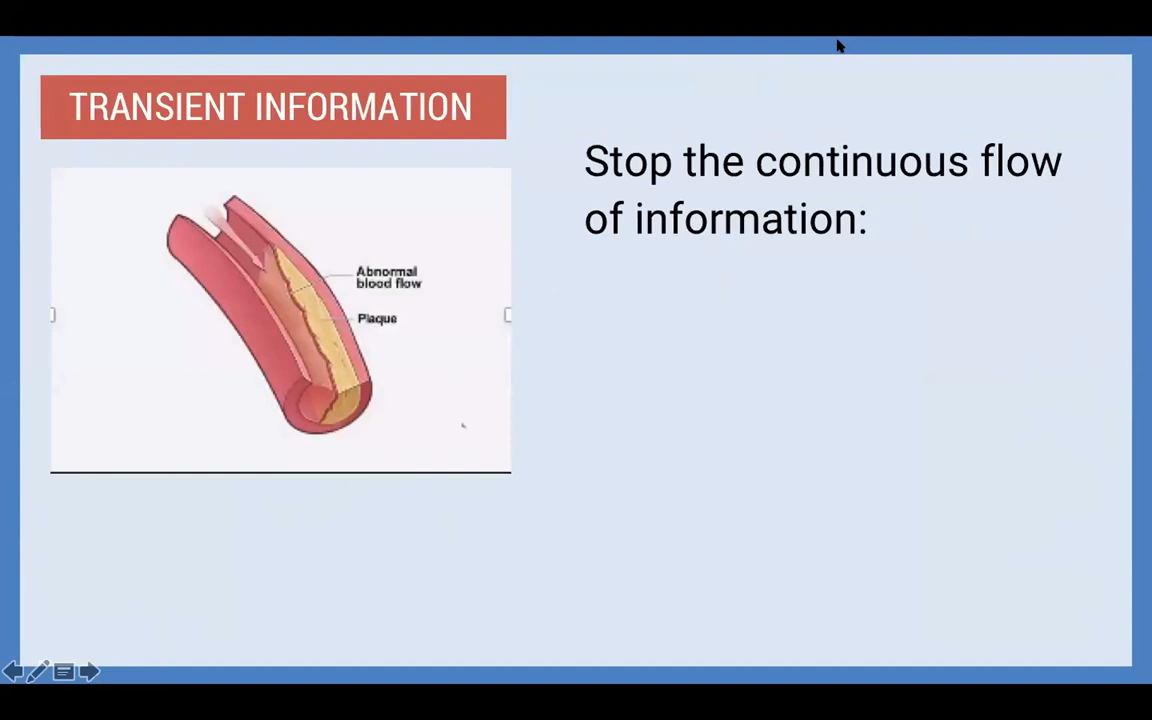 TRANSIENT INFORMATION
Stop the continuous flow
of information:
Abnormal
blood flow
Plaque